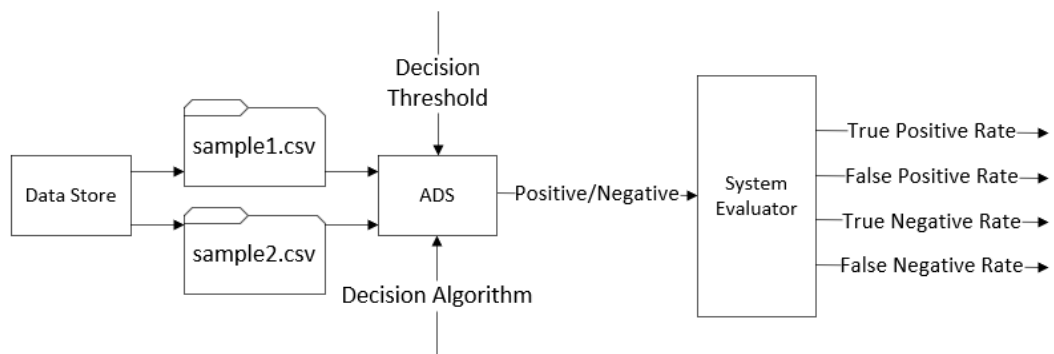 Data Store
sample1.csv
sample2.csv
Decision
Threshold
ADS
Decision Algorithm
Positive/Negative
System
Evaluator
True Positive Rate
False Positive Rate
True Negative Rate
False Negative Rate